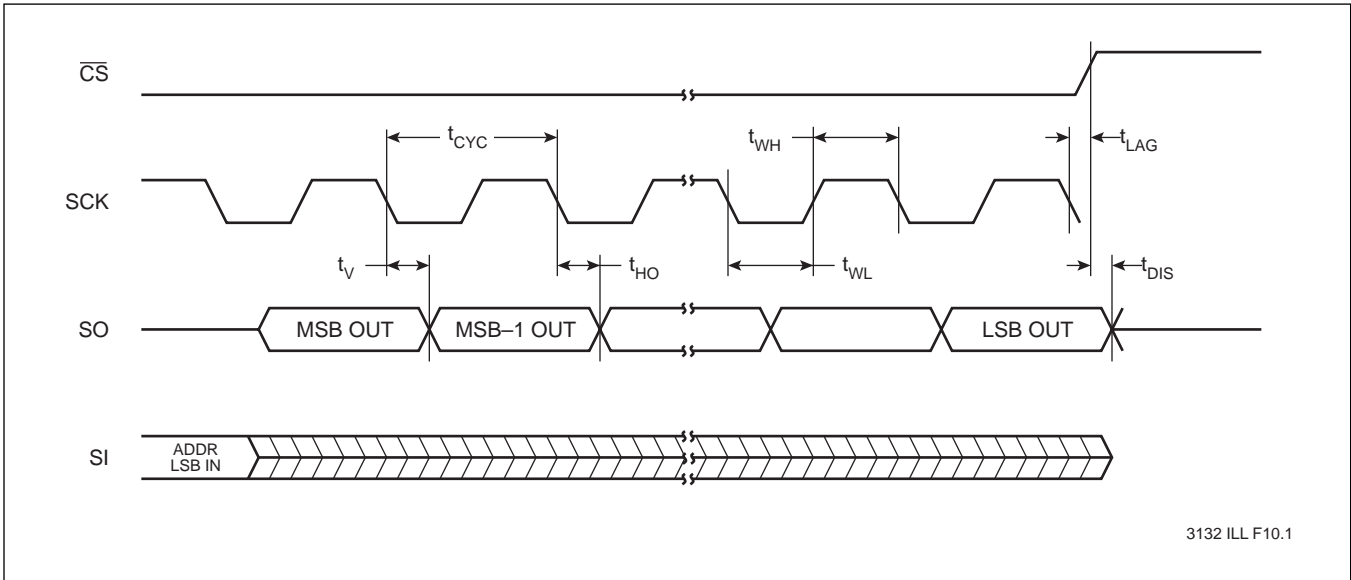 CS
tCYC
tWH
tLAG
SCK
tV
tHO
tWL
tDIS
SO
MSB OUT
MSB–1 OUT
LSB OUT
SI
ADDR
LSB IN
3132 ILL F10.1